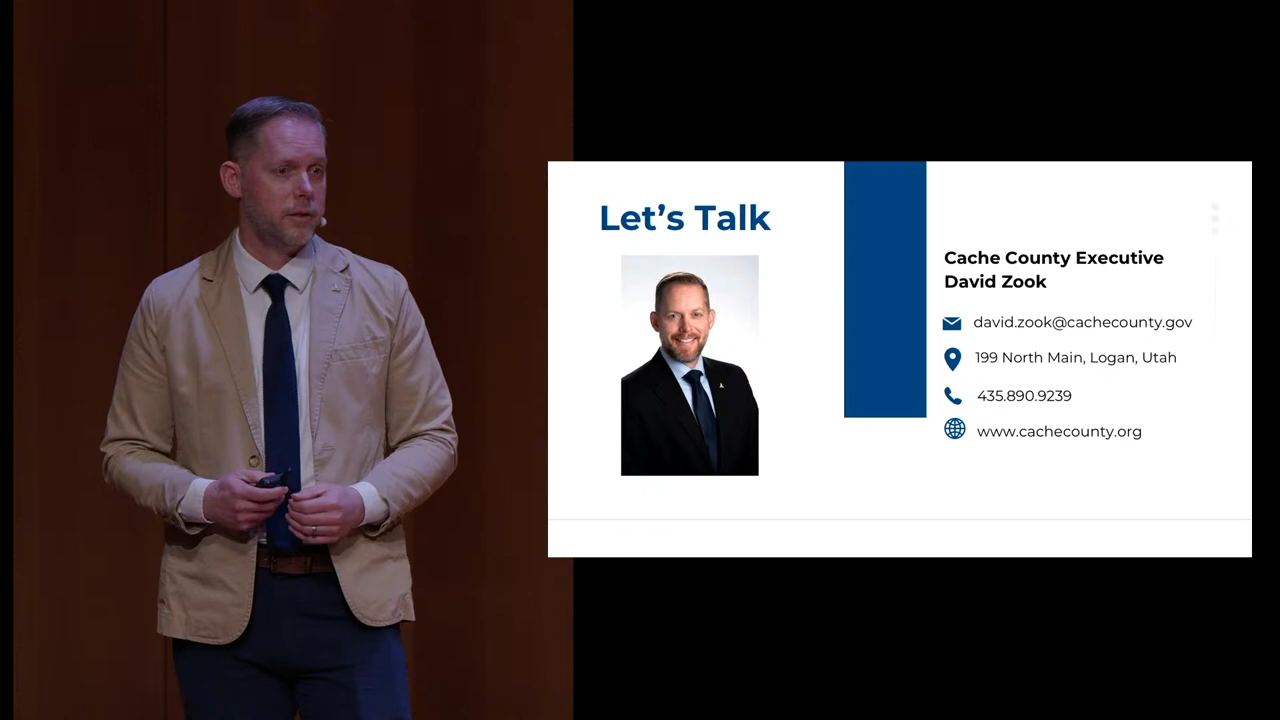 Let's Talk
Cache County Executive
David Zook
david.zook@cachecounty.gov
199 North Main, Logan, Utah
435.890.9239
www.cachecounty.org